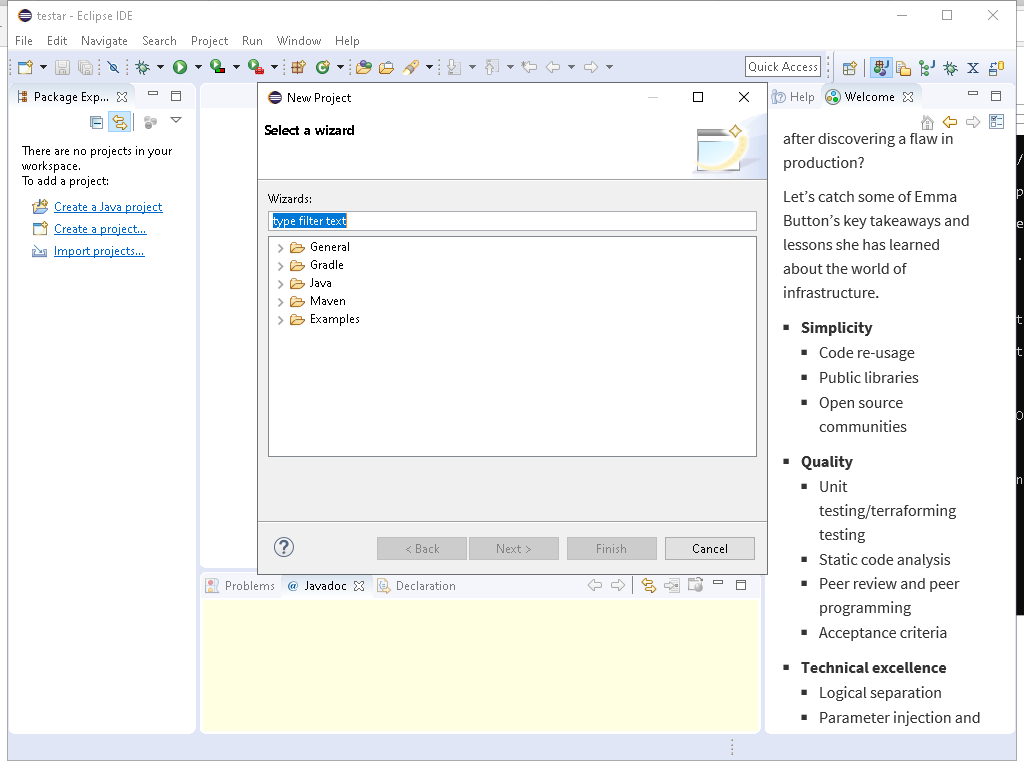 testar - Eclipse IDE
File Edit Navigate Search Project Run Window Help
Quick Access
Package Exp...
There are no projects in your
workspace.
To add a project:
Create a Java project
Create a project...
Import projects...
New Project
Select a wizard
Wizards:
type filter text
General
Gradle
Java
Maven
Examples
< Back Next > Finish Cancel
Problems @ Javadoc Declaration
Help Welcome
after discovering a flaw in
production?
Let’s catch some of Emma
Button’s key takeaways and
lessons she has learned
about the world of
infrastructure.
Simplicity
Code re-usage
Public libraries
Open source
communities
Quality
Unit
testing/terraforming
testing
Static code analysis
Peer review and peer
programming
Acceptance criteria
Technical excellence
Logical separation
Parameter injection and